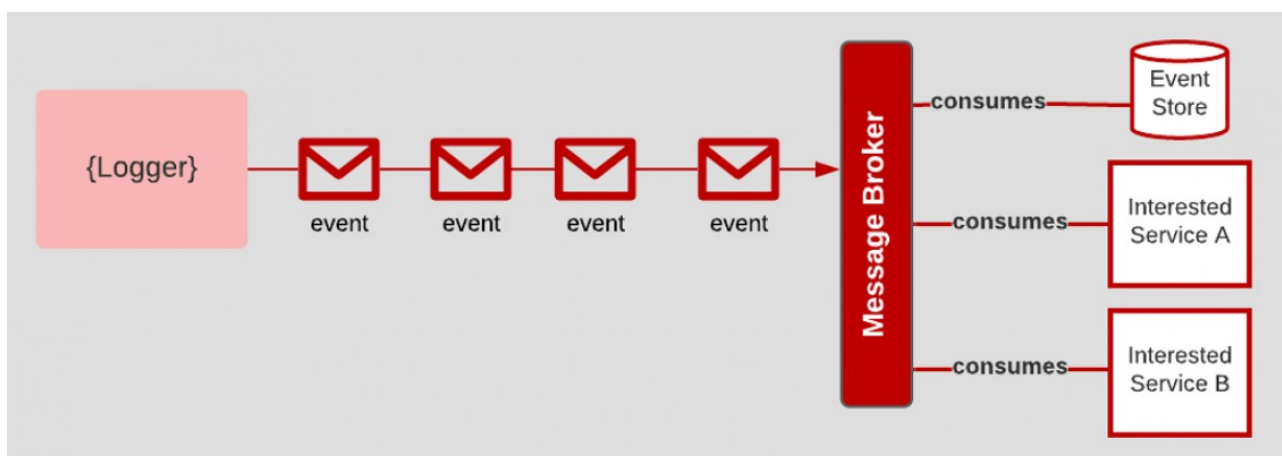 {Logger}
event
event
event
event
Message Broker
consumes
Event
Store
consumes
Interested
Service A
consumes
Interested
Service B